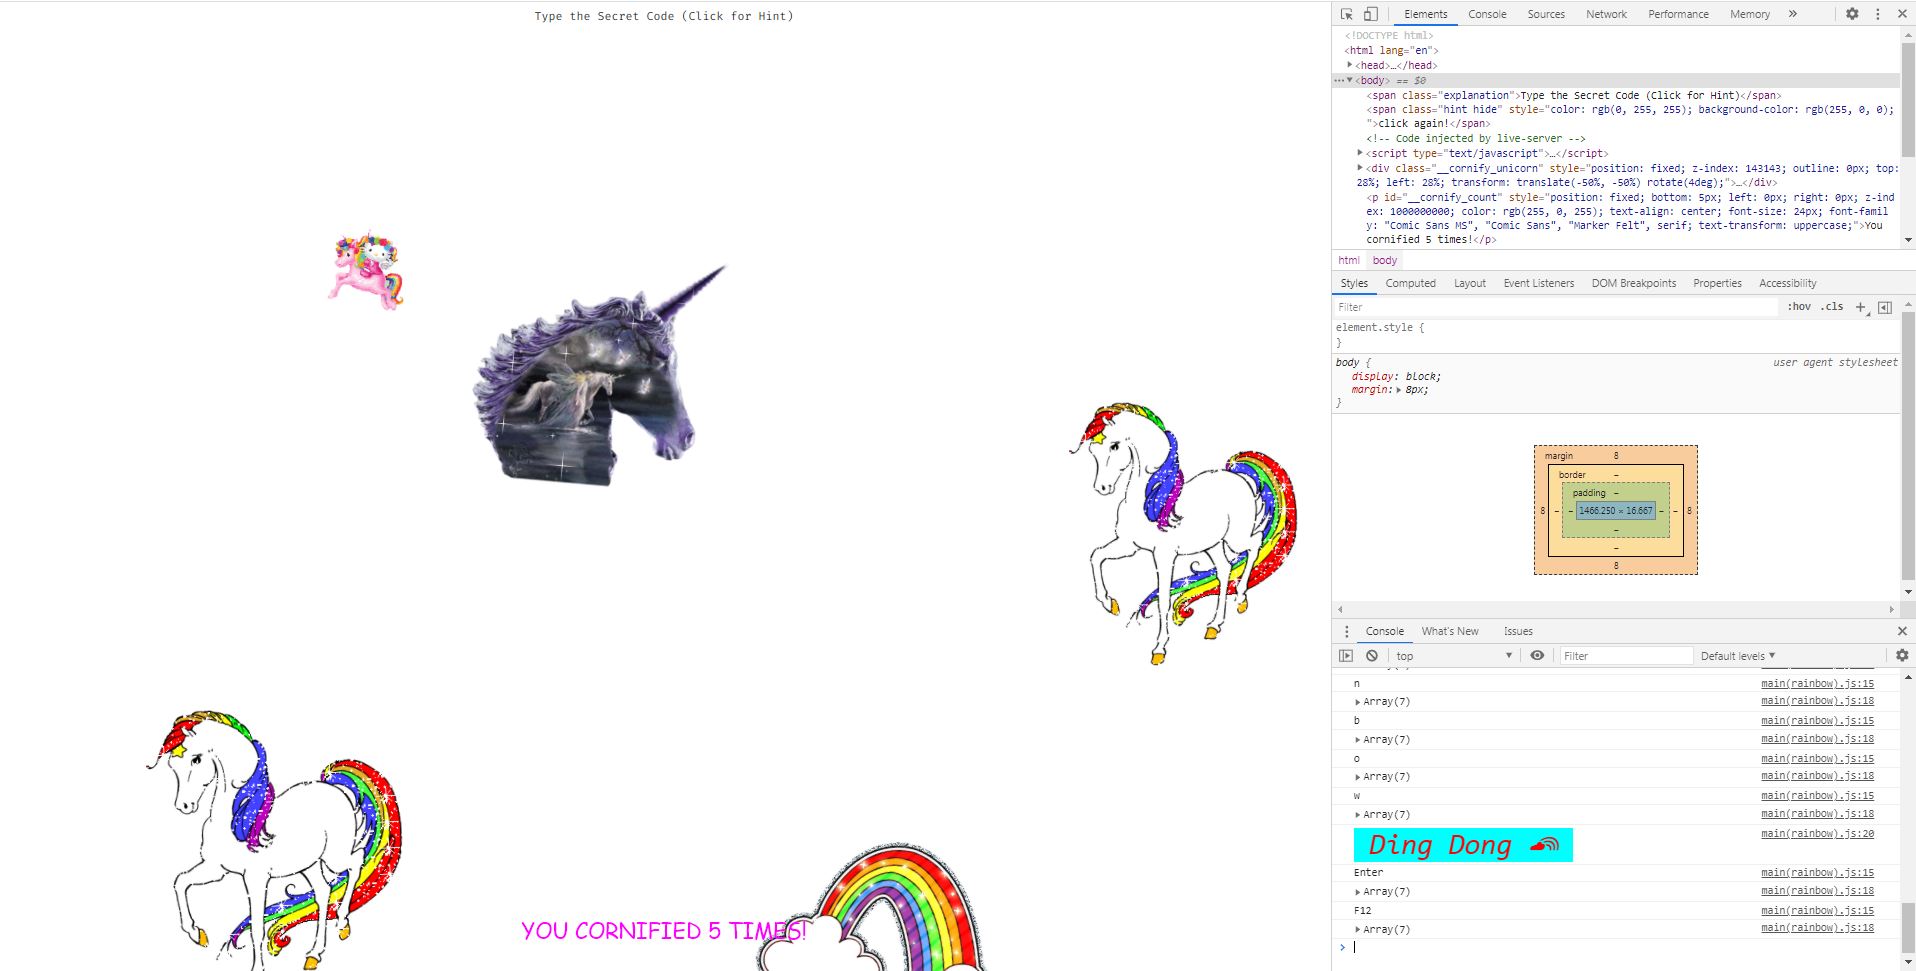 Type the Secret Code (Click for Hint)
YOU CORNIFIED 5 TIMES!
Elements Console Sources Network Performance Memory
<!DOCTYPE html>
<html lang="en">
<head>…</head>
<body> == $0
<span class="explanation">Type the Secret Code (Click for Hint)</span>
<span class="hint hide" style="color: rgb(0, 255, 255); background-color: rgb(255, 0, 0);
">click again!</span>
<!-- Code injected by live-server -->
<script type="text/javascript">…</script>
<div class="__cornify_unicorn" style="position: fixed; z-index: 143143; outline: 0px; top:
28%; left: 28%; transform: translate(-50%, -50%) rotate(4deg);">…</div>
<p id="__cornify_count" style="position: fixed; bottom: 5px; left: 0px; right: 0px; z-ind
ex: 1000000000; color: rgb(255, 0, 255); text-align: center; font-size: 24px; font-famil
y: "Comic Sans MS", "Comic Sans", "Marker Felt", serif; text-transform: uppercase;">You
cornified 5 times!</p>
html body
Styles Computed Layout Event Listeners DOM Breakpoints Properties Accessibility
Filter :hov .cls +
element.style {
}
body { user agent stylesheet
display: block;
margin: 8px;
}
margin 8
border –
padding –
8 – – 1466.250 × 16.667 – – 8
–
–
8
Console What's New Issues
top Filter Default levels
n main(rainbow).js:15
Array(7) main(rainbow).js:18
b main(rainbow).js:15
Array(7) main(rainbow).js:18
o main(rainbow).js:15
Array(7) main(rainbow).js:18
w main(rainbow).js:15
Array(7) main(rainbow).js:18
Ding Dong main(rainbow).js:20
Enter main(rainbow).js:15
Array(7) main(rainbow).js:18
F12 main(rainbow).js:15
Array(7) main(rainbow).js:18